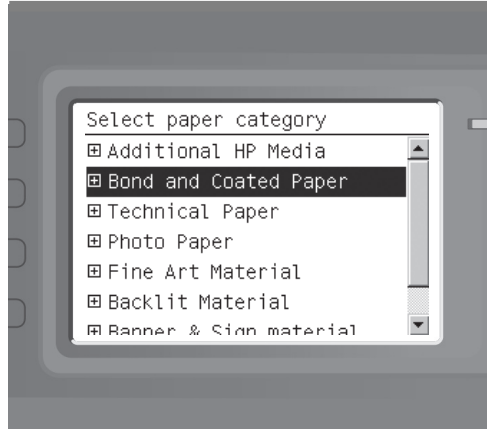 Select paper category
Additional HP Media
Bond and Coated Paper
Technical Paper
Photo Paper
Fine Art Material
Backlit Material
Banner & Sign material